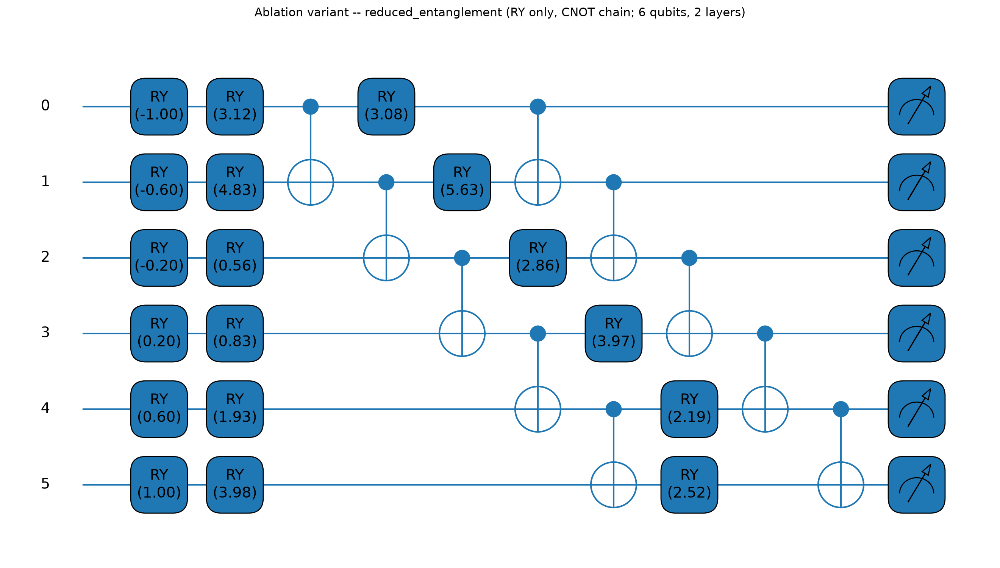 Ablation variant -- reduced_entanglement (RY only, CNOT chain; 6 qubits, 2 layers)
0
RY
(-1.00)
RY
(3.12)
RY
(3.08)
1
RY
(-0.60)
RY
(4.83)
RY
(5.63)
2
RY
(-0.20)
RY
(0.56)
RY
(2.86)
3
RY
(0.20)
RY
(0.83)
RY
(3.97)
4
RY
(0.60)
RY
(1.93)
RY
(2.19)
5
RY
(1.00)
RY
(3.98)
RY
(2.52)